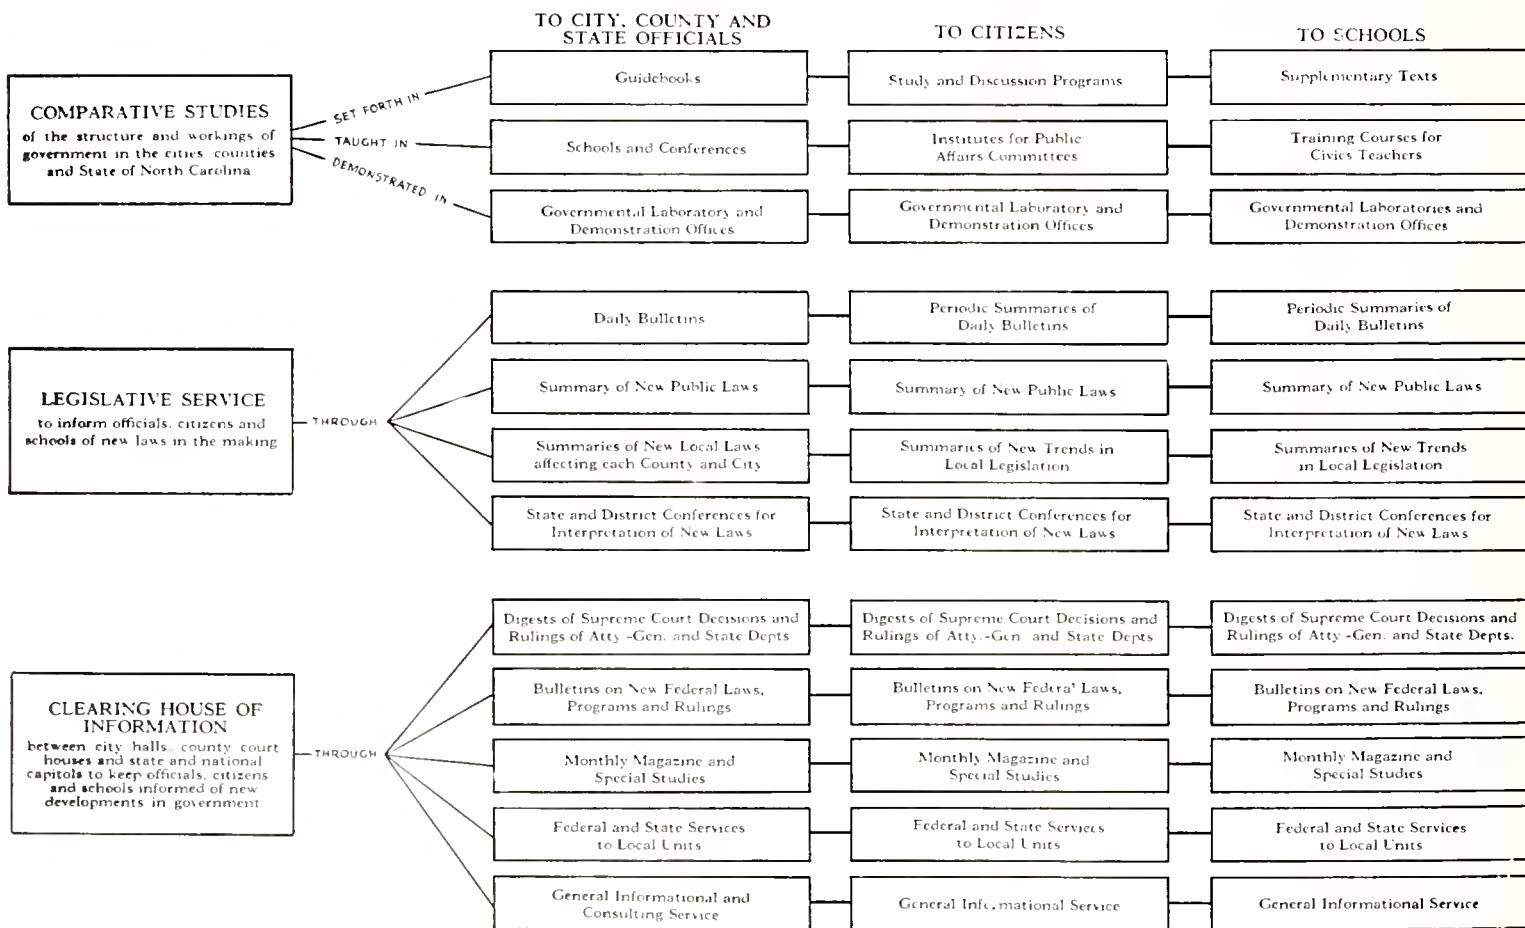 TO CITY, COUNTY AND
STATE OFFICIALS
TO CITIZENS
TO SCHOOLS
COMPARATIVE STUDIES
of the structure and workings of
government in the cities counties
and State of North Carolina
SET FORTH IN
TAUGHT IN
DEMONSTRATED IN
Guidebooks
Study and Discussion Programs
Supplementary Texts
Schools and Conferences
Institutes for Public
Affairs Committees
Training Courses for
Civics Teachers
Governmental Laboratory and
Demonstration Offices
Governmental Laboratory and
Demonstration Offices
Governmental Laboratories and
Demonstration Offices
LEGISLATIVE SERVICE
to inform officials, citizens and
schools of new laws in the making
THROUGH
Daily Bulletins
Periodic Summaries of
Daily Bulletins
Periodic Summaries of
Daily Bulletins
Summary of New Public Laws
Summary of New Public Laws
Summary of New Public Laws
Summaries of New Local Laws
affecting each County and City
Summaries of New Trends in
Local Legislation
Summaries of New Trends
in Local Legislation
State and District Conferences for
Interpretation of New Laws
State and District Conferences for
Interpretation of New Laws
State and District Conferences for
Interpretation of New Laws
CLEARING HOUSE OF
INFORMATION
between city halls, county court
houses and state and national
capitols to keep officials, citizens
and schools informed of new
developments in government
THROUGH
Digests of Supreme Court Decisions and
Rulings of Atty -Gen. and State Depts
Digests of Supreme Court Decisions and
Rulings of Atty.-Gen and State Depts
Digests of Supreme Court Decisions and
Rulings of Atty -Gen. and State Depts.
Bulletins on New Federal Laws,
Programs and Rulings
Bulletins on New Federal Laws,
Programs and Rulings
Bulletins on New Federal Laws,
Programs and Rulings
Monthly Magazine and
Special Studies
Monthly Magazine and
Special Studies
Monthly Magazine and
Special Studies
Federal and State Services
to Local Units
Federal and State Services
to Local Units
Federal and State Services
to Local Units
General Informational and
Consulting Service
General Informational Service
General Informational Service